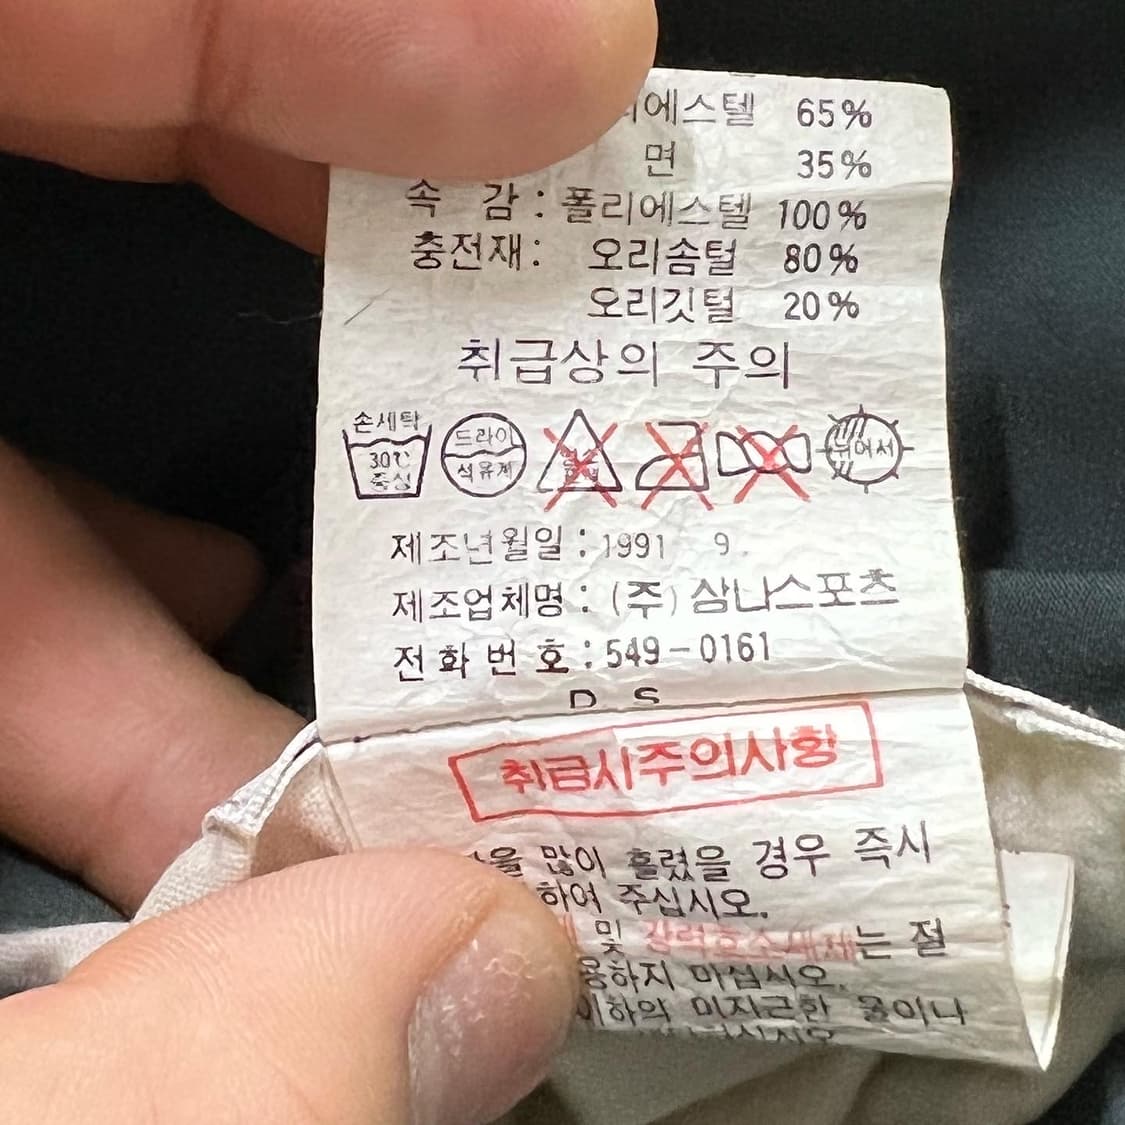 65%
면 35%
속 감 : 폴리에스텔 100%
충전재 : 오리솜털 80%
오리깃털 20%
취급상의 주의
손세탁
30℃
중성
드라이
석유계
뉘어서
제조년월일 : 1991 9.
제조업체명 : (주) 삼나스포츠
전화번호 : 549-0161
D S
취급시주의사항
많이 흘렸을 경우 즉시
하여 주십시오.
및 강력효소세제는 절
하지 마십시오.
이하의 미지근한 물이나